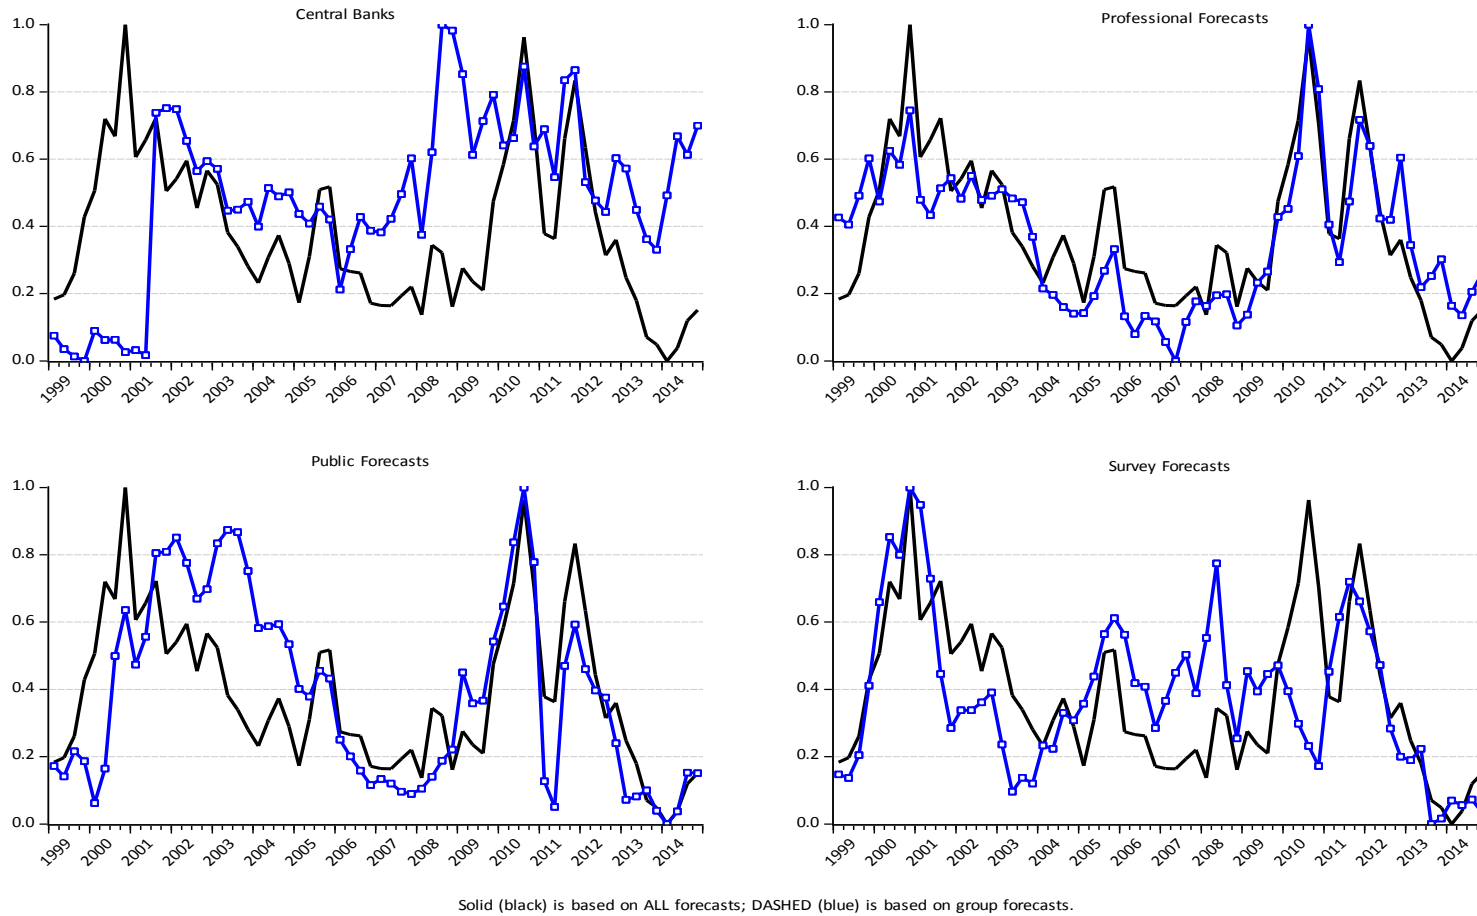 Central Banks
1.0
0.8
0.6
0.4
0.2
0.0
1999 2000 2001 2002 2003 2004 2005 2006 2007 2008 2009 2010 2011 2012 2013 2014
Professional Forecasts
1.0
0.8
0.6
0.4
0.2
0.0
1999 2000 2001 2002 2003 2004 2005 2006 2007 2008 2009 2010 2011 2012 2013 2014
Public Forecasts
1.0
0.8
0.6
0.4
0.2
0.0
1999 2000 2001 2002 2003 2004 2005 2006 2007 2008 2009 2010 2011 2012 2013 2014
Survey Forecasts
1.0
0.8
0.6
0.4
0.2
0.0
1999 2000 2001 2002 2003 2004 2005 2006 2007 2008 2009 2010 2011 2012 2013 2014
Solid (black) is based on ALL forecasts; DASHED (blue) is based on group forecasts.